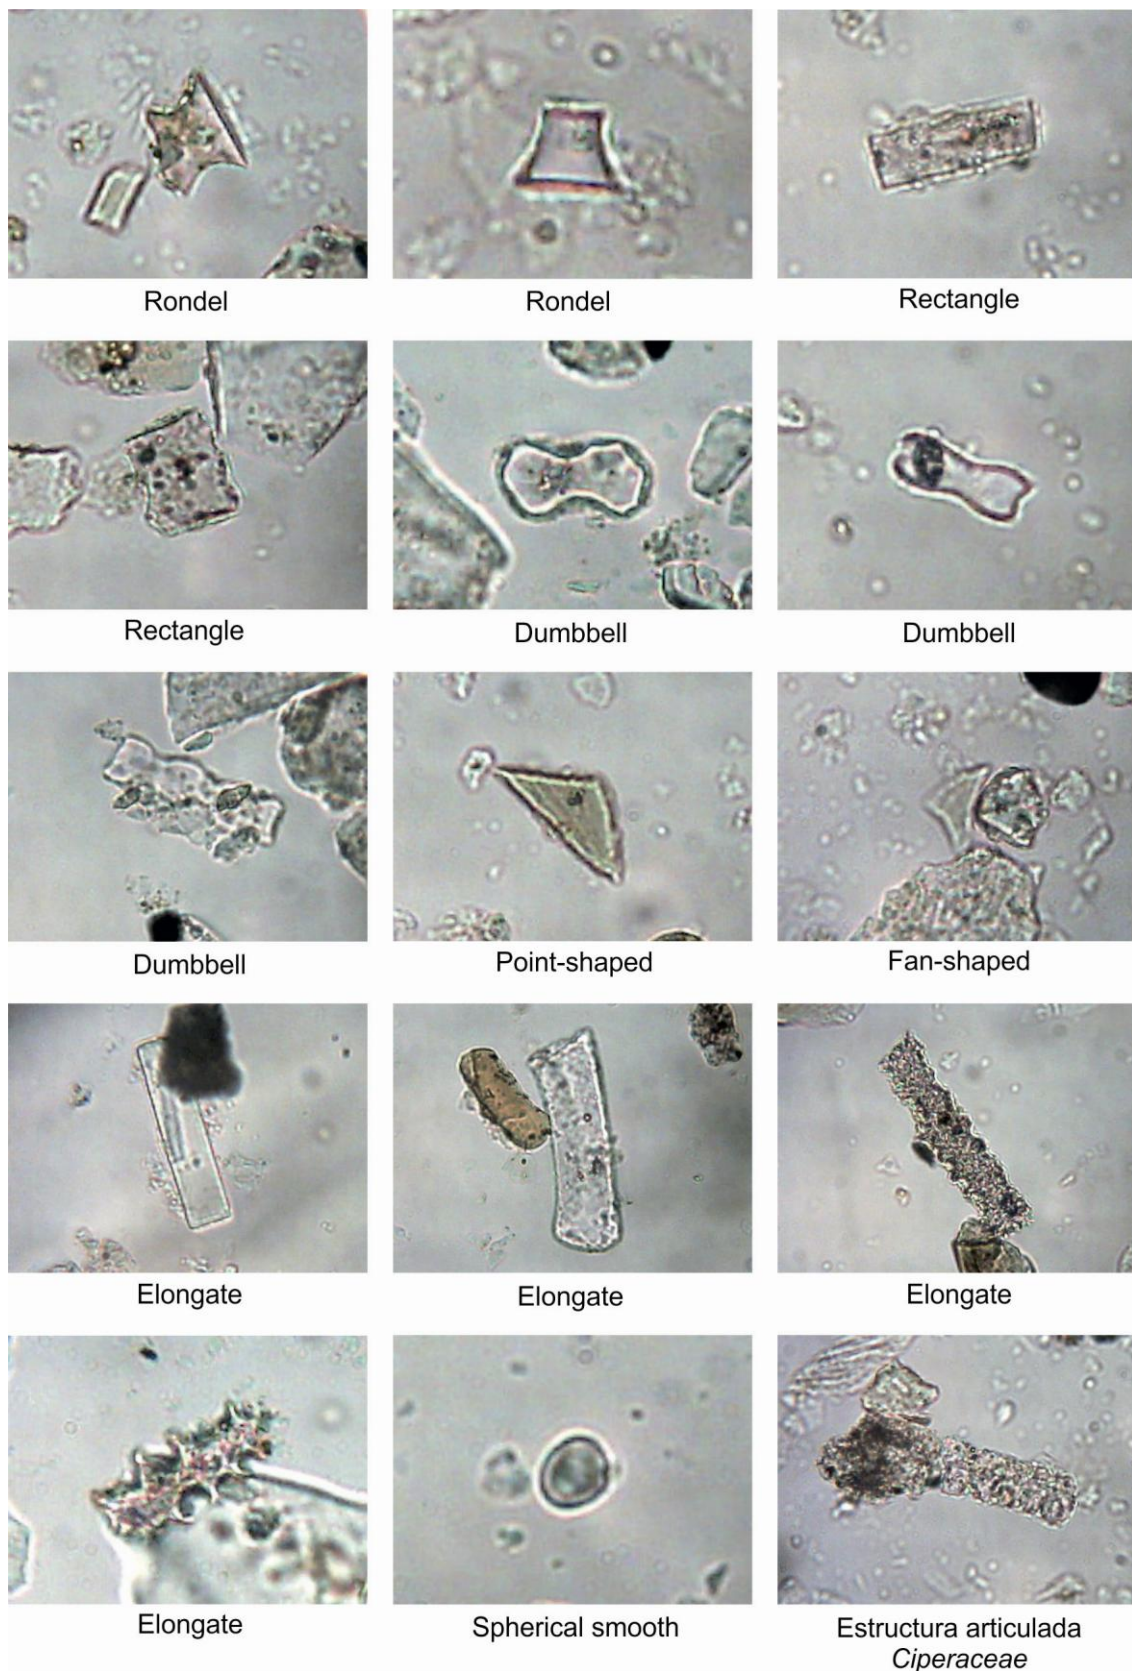 Rondel
Rondel
Rectangle
Rectangle
Dumbbell
Dumbbell
Dumbbell
Point-shaped
Fan-shaped
Elongate
Elongate
Elongate
Elongate
Spherical smooth
Estructura articulada
Ciperaceae